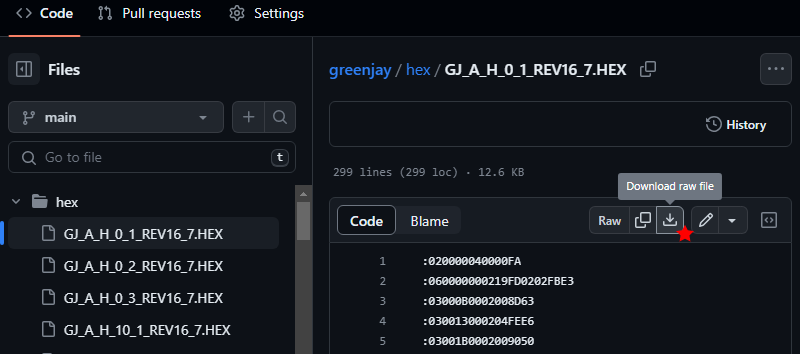 Code Pull requests Settings
Files
main
Go to file t
hex
GJ_A_H_0_1_REV16_7.HEX
GJ_A_H_0_2_REV16_7.HEX
GJ_A_H_0_3_REV16_7.HEX
GJ_A_H_10_1_REV16_7.HEX
greenjay / hex / GJ_A_H_0_1_REV16_7.HEX
History
299 lines (299 loc) · 12.6 KB
Download raw file
Code Blame Raw
1 :020000040000FA
2 :060000000219FD0202FBE3
3 :03000B0002008D63
4 :030013000204FEE6
5 :03001B0002009050